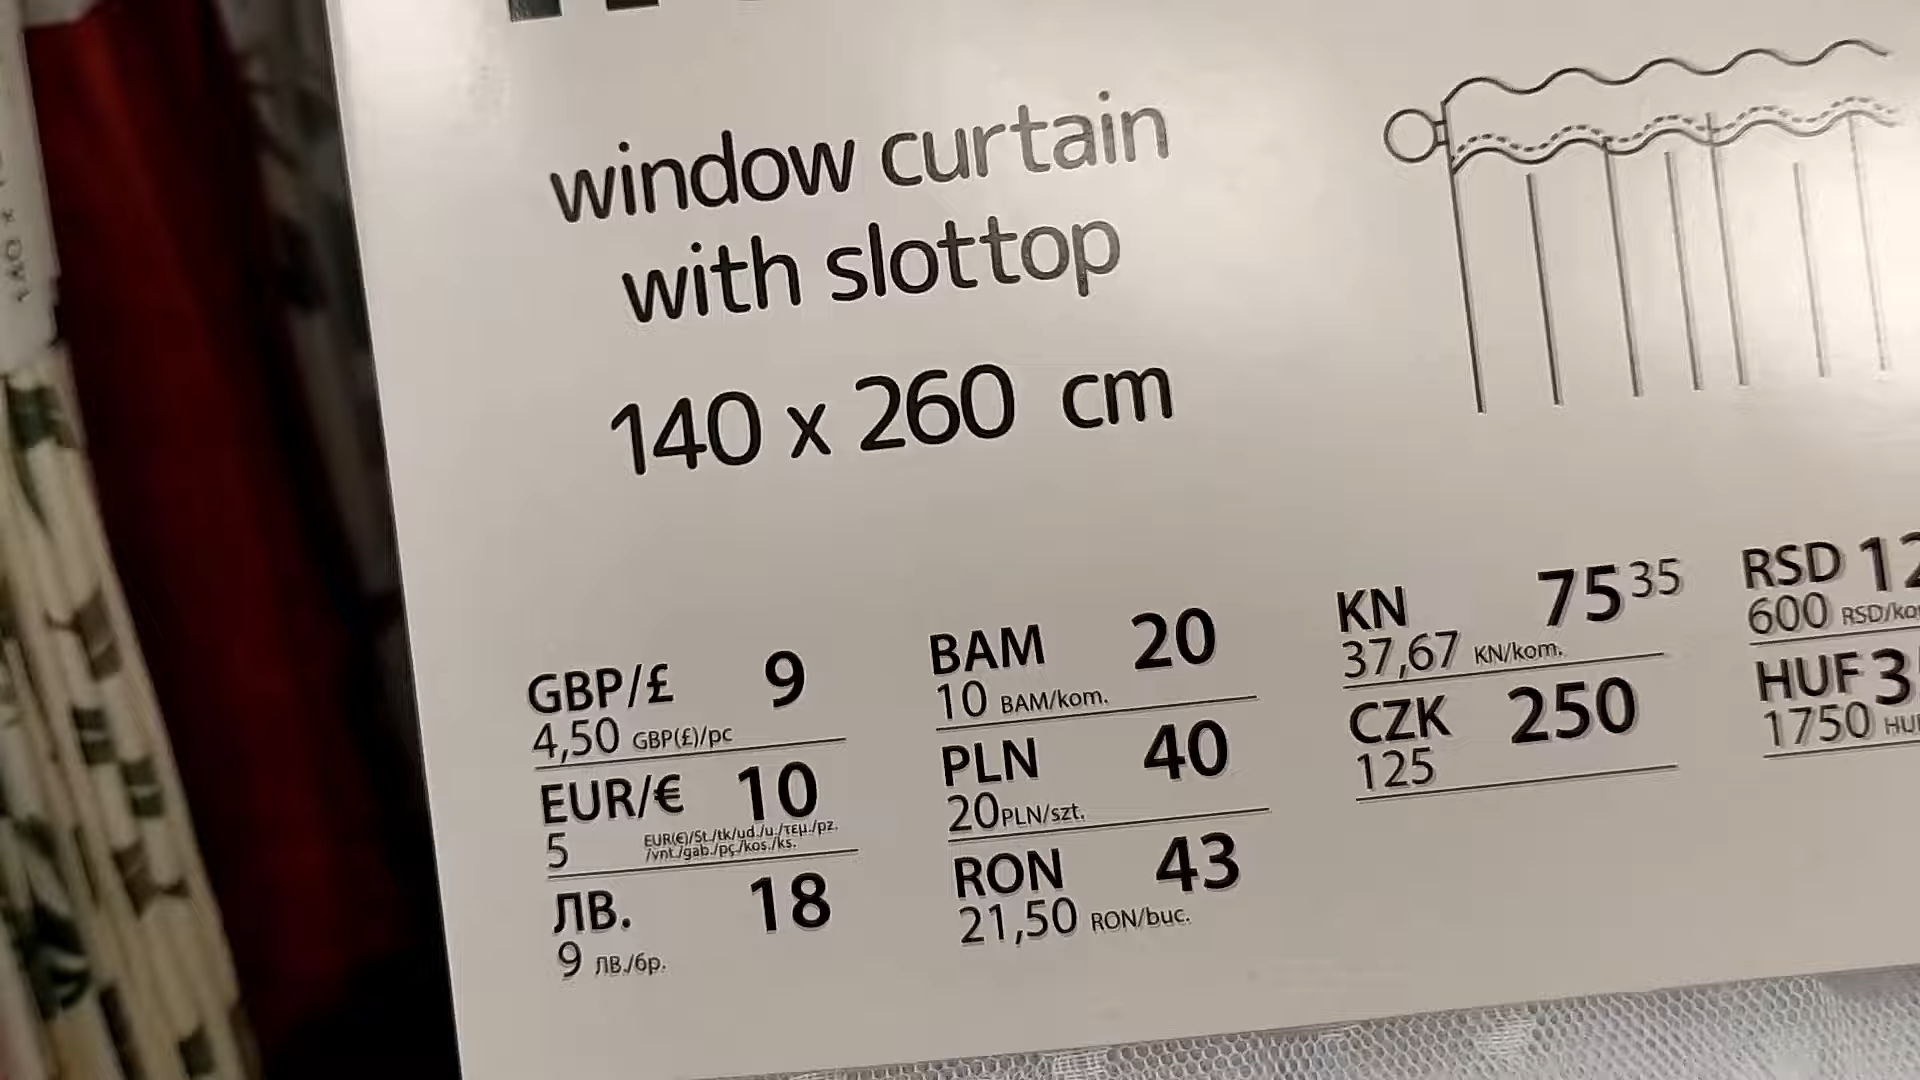 window curtain
with slottop
140 x 260 cm
GBP/£ 9
4,50 GBP(£)/pc
EUR/€ 10
5 EUR(€)/St./tk/ud./u./τεμ./pz.
/vnt./gab./pç./kos./ks.
ЛВ. 18
9 ЛВ./бр.
BAM 20
10 BAM/kom.
PLN 40
20 PLN/szt.
RON 43
21,50 RON/buc.
KN 75 35
37,67 KN/kom.
CZK 250
125
RSD
600
HUF
1750